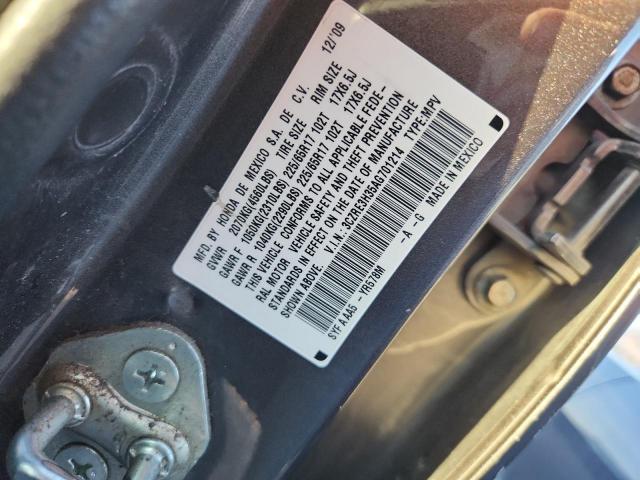 MFD. BY HONDA DE MEXICO S.A. DE C.V. 12/'09
GVWR 2070KG(4560LBS) TIRE SIZE RIM SIZE
GAWR F 1050KG(2310LBS) 225/65R17 102T 17X6.5J
GAWR R 1040KG(2290LBS) 225/65R17 102T 17X6.5J
THIS VEHICLE CONFORMS TO ALL APPLICABLE FEDE-
RAL MOTOR VEHICLE SAFETY AND THEFT PREVENTION
STANDARDS IN EFFECT ON THE DATE OF MANUFACTURE
SHOWN ABOVE. V.I.N: 3CZRE3H35AG701214 TYPE:MPV
SYF A AA5 - YR578M -A -G MADE IN MEXICO